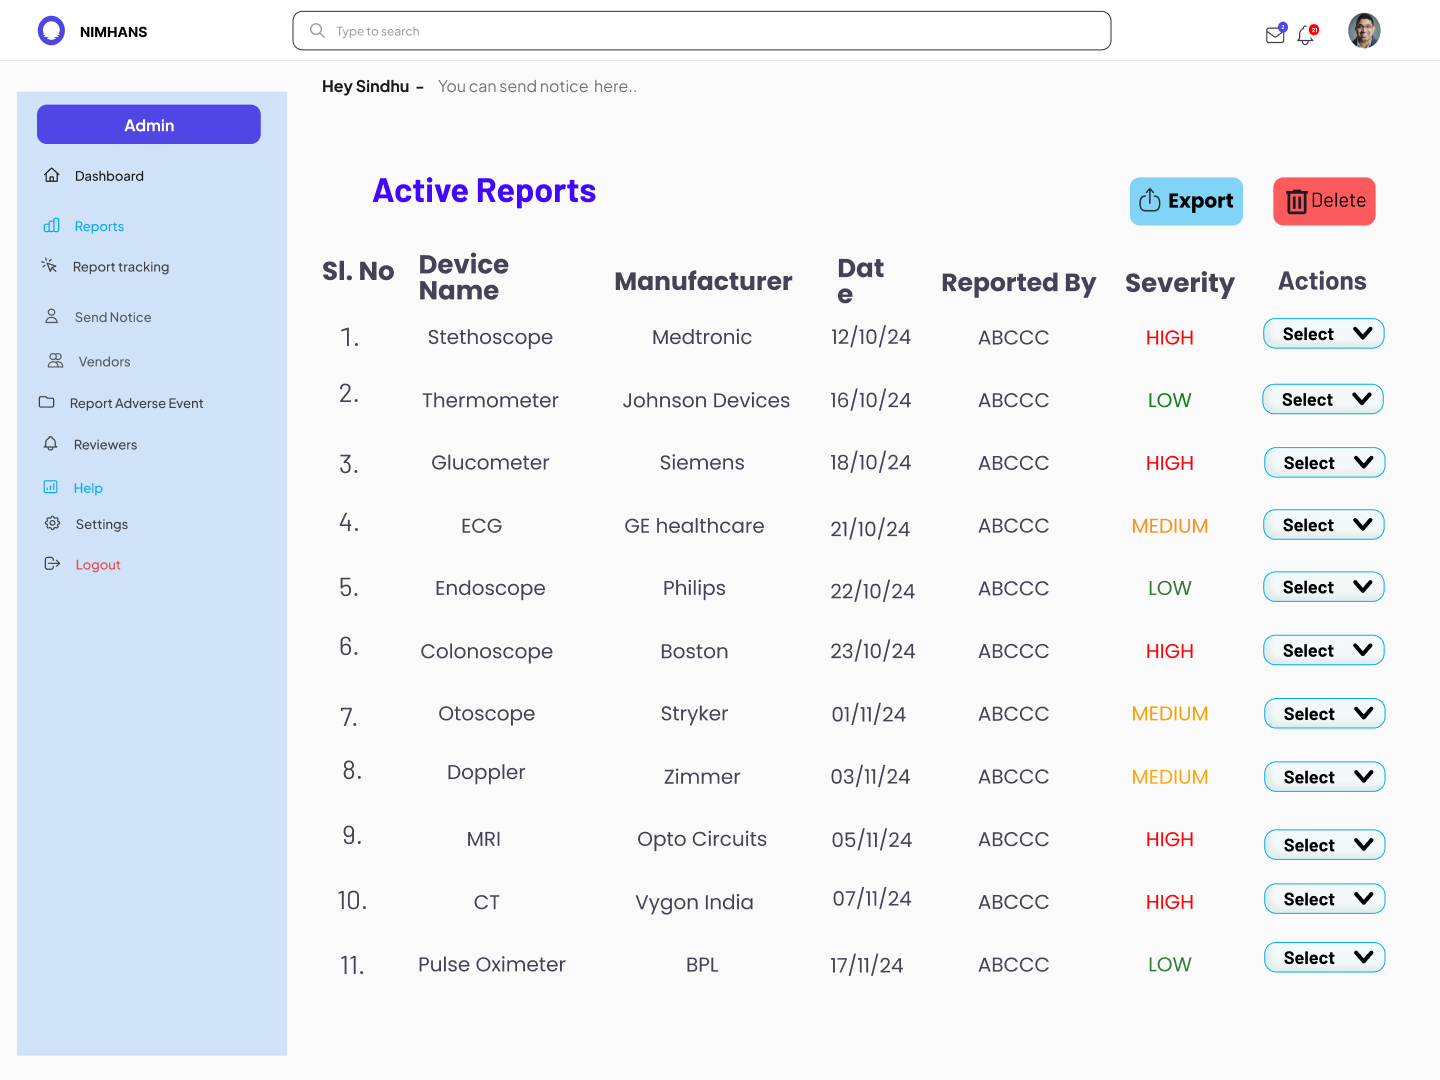 NIMHANS
Type to search
2
21
Hey Sindhu - You can send notice here..
Admin
Dashboard
Reports
Report tracking
Send Notice
Vendors
Report Adverse Event
Reviewers
Help
Settings
Logout
Active Reports
Export
Delete
Sl. No
Device
Name
Manufacturer
Dat
e
Reported By
Severity
Actions
1. Stethoscope Medtronic 12/10/24 ABCCC HIGH Select
2. Thermometer Johnson Devices 16/10/24 ABCCC LOW Select
3. Glucometer Siemens 18/10/24 ABCCC HIGH Select
4. ECG GE healthcare 21/10/24 ABCCC MEDIUM Select
5. Endoscope Philips 22/10/24 ABCCC LOW Select
6. Colonoscope Boston 23/10/24 ABCCC HIGH Select
7. Otoscope Stryker 01/11/24 ABCCC MEDIUM Select
8. Doppler Zimmer 03/11/24 ABCCC MEDIUM Select
9. MRI Opto Circuits 05/11/24 ABCCC HIGH Select
10. CT Vygon India 07/11/24 ABCCC HIGH Select
11. Pulse Oximeter BPL 17/11/24 ABCCC LOW Select